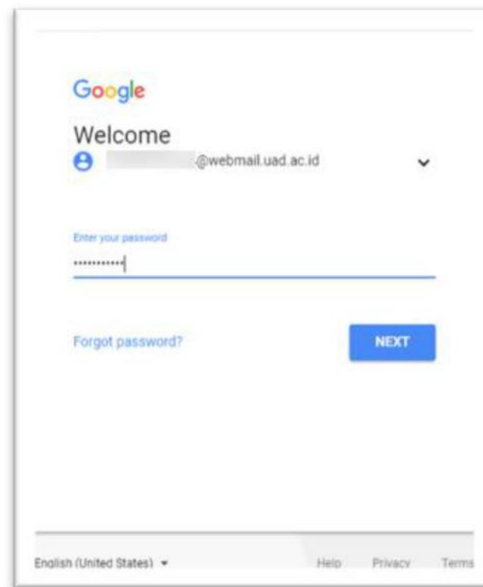 Google
Welcome
@webmail.uad.ac.id
Enter your password
•••••••••••
Forgot password?
NEXT
English (United States)
Help Privacy Terms